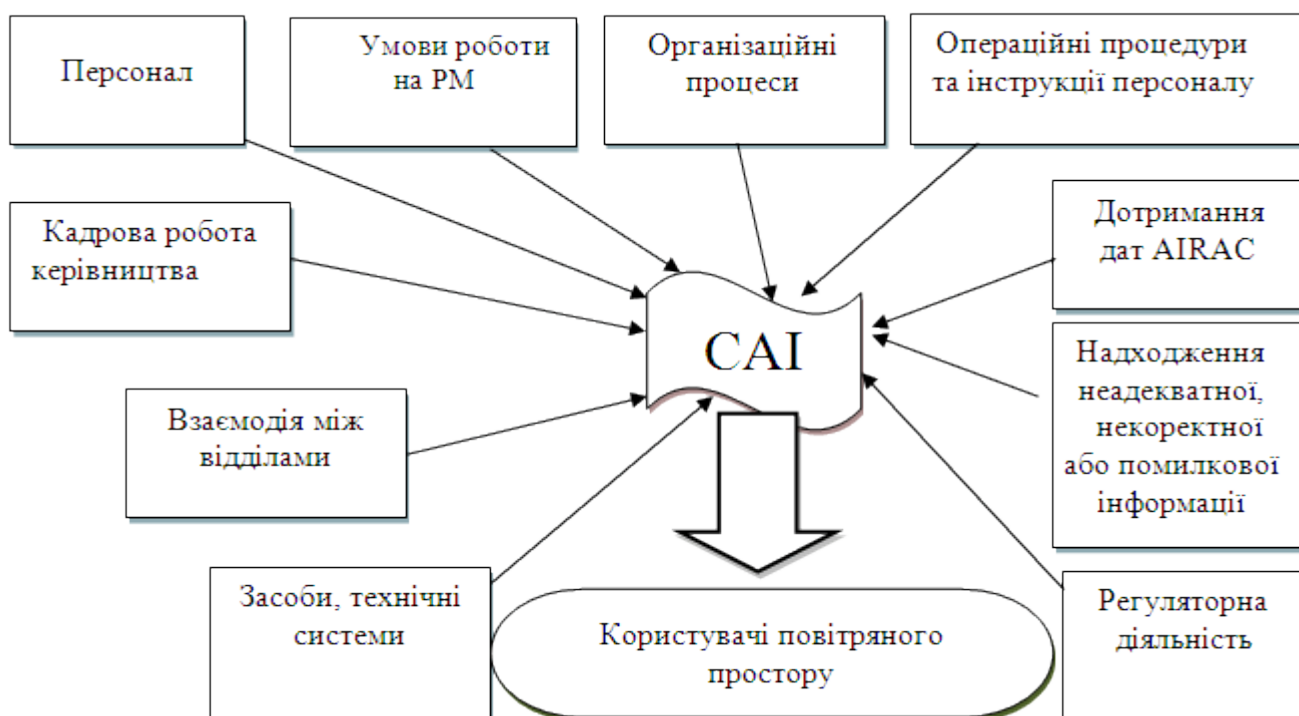 Персонал
Умови роботи
на РМ
Організаційні
процеси
Операційні процедури
та інструкції персоналу
Кадрова робота
керівництва
Дотримання
дат AIRAC
САІ
Надходження
неадекватної,
некоректної
або помилкової
інформації
Взаємодія між
відділами
Засоби, технічні
системи
Користувачі повітряного
простору
Регуляторна
діяльність